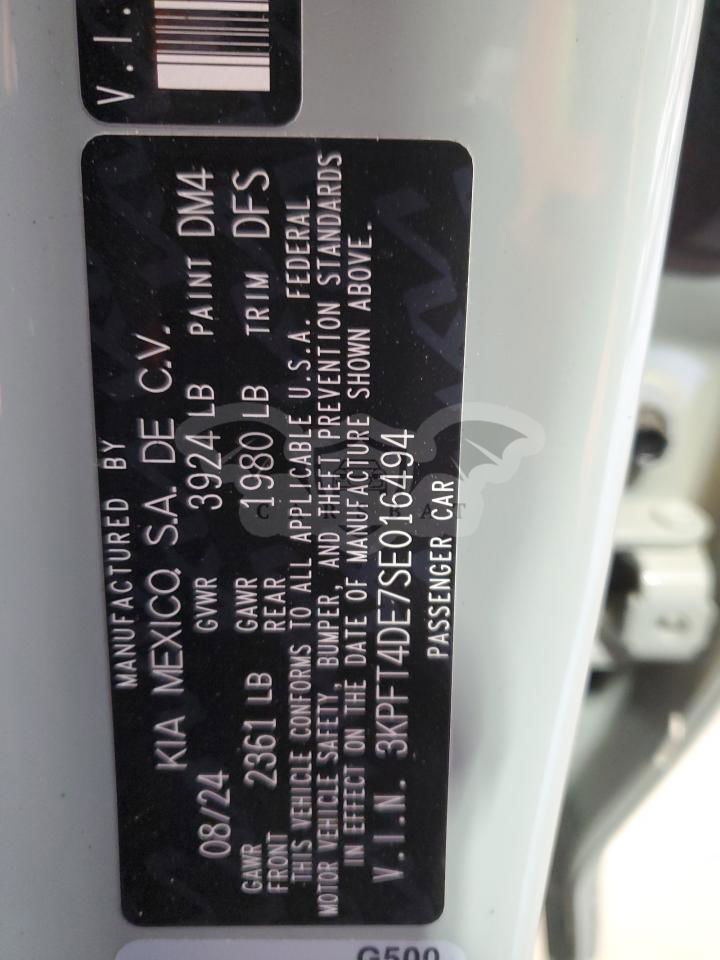 V.I.
MANUFACTURED BY
KIA MEXICO, S.A. DE C.V.
08/24 GVWR 3924 LB PAINT DM4
GAWR FRONT 2361 LB GAWR REAR 1980 LB TRIM DFS
THIS VEHICLE CONFORMS TO ALL APPLICABLE U.S.A. FEDERAL
MOTOR VEHICLE SAFETY, BUMPER, AND THEFT PREVENTION STANDARDS
IN EFFECT ON THE DATE OF MANUFACTURE SHOWN ABOVE.
V.I.N. 3KPFT4DE7SE016494
PASSENGER CAR
G500